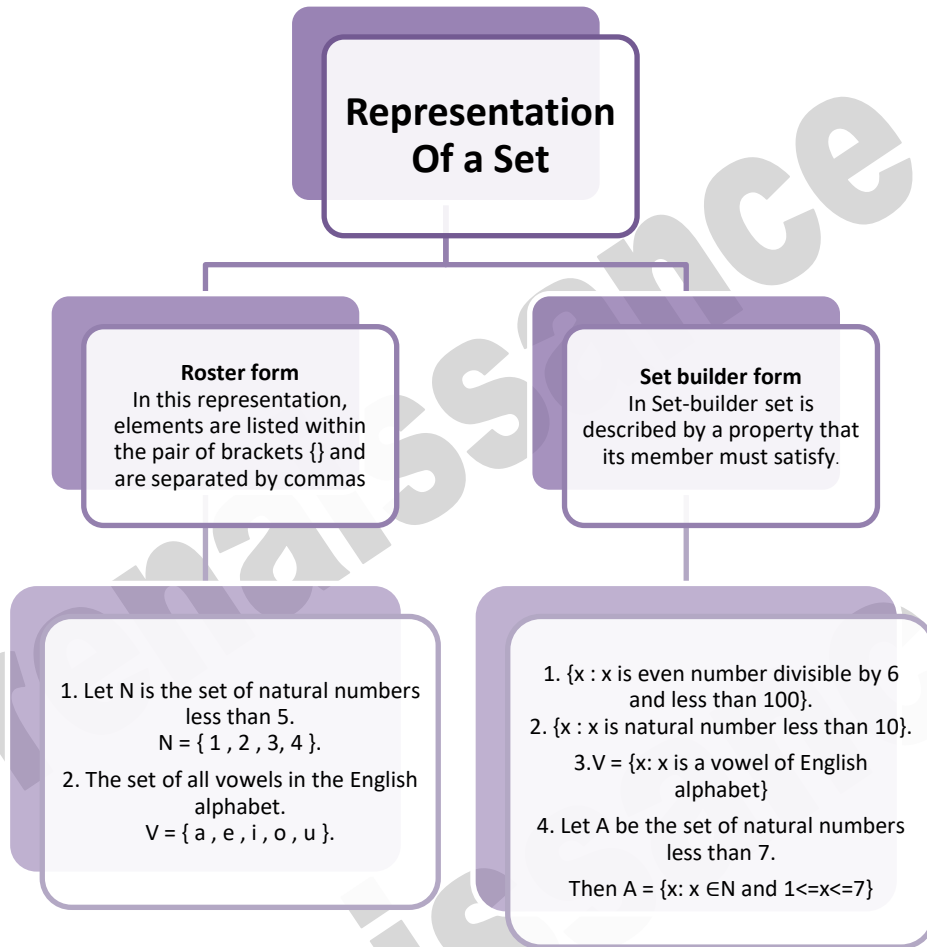 Representation
Of a Set
Roster form
In this representation,
elements are listed within
the pair of brackets {} and
are separated by commas
Set builder form
In Set-builder set is
described by a property that
its member must satisfy.
1. Let N is the set of natural numbers
less than 5.
N = { 1 , 2 , 3, 4 }.
2. The set of all vowels in the English
alphabet.
V = { a , e , i , o , u }.
1. {x : x is even number divisible by 6
and less than 100}.
2. {x : x is natural number less than 10}.
3.V = {x: x is a vowel of English
alphabet}
4. Let A be the set of natural numbers
less than 7.
Then A = {x: x ∈N and 1<=x<=7}
renaissance